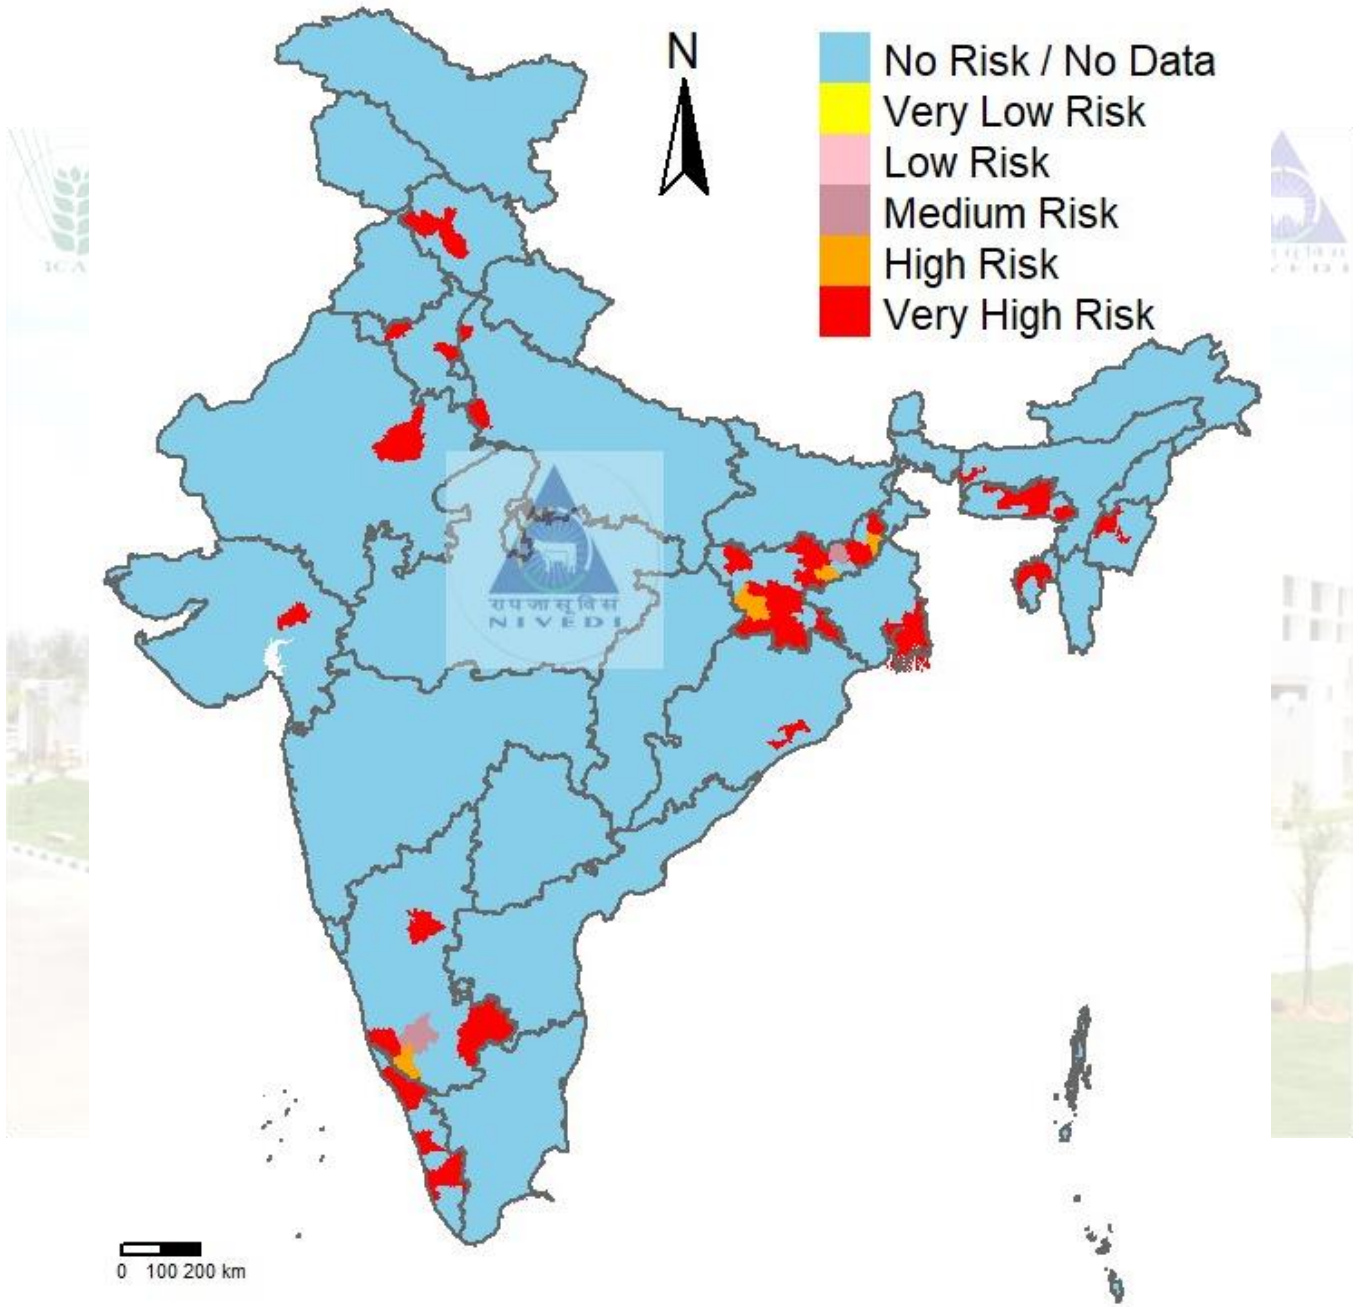 N
No Risk / No Data
Very Low Risk
Low Risk
Medium Risk
High Risk
Very High Risk
NIVEDI
0 100 200 km